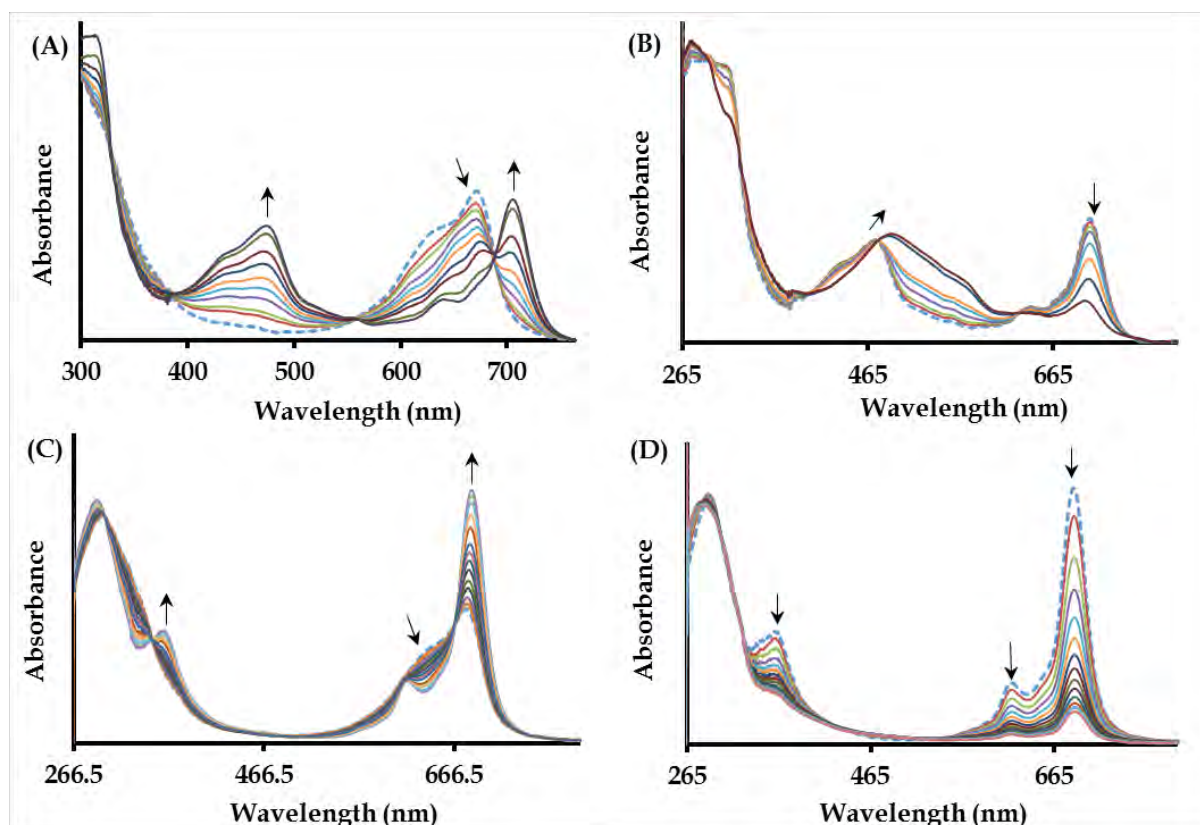 (A)
Absorbance
300 400 500 600 700
Wavelength (nm)
(B)
Absorbance
265 465 665
Wavelength (nm)
(C)
Absorbance
266.5 466.5 666.5
Wavelength (nm)
(D)
Absorbance
265 465 665
Wavelength (nm)